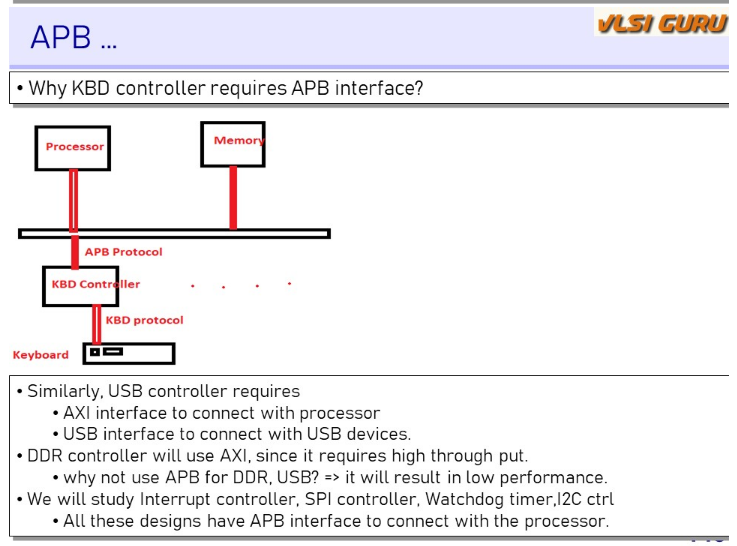 VLSI GURU
APB ...
• Why KBD controller requires APB interface?
Processor
Memory
APB Protocol
KBD Controller
KBD protocol
Keyboard
• Similarly, USB controller requires
• AXI interface to connect with processor
• USB interface to connect with USB devices.
• DDR controller will use AXI, since it requires high through put.
• why not use APB for DDR, USB? => it will result in low performance.
• We will study Interrupt controller, SPI controller, Watchdog timer,I2C ctrl
• All these designs have APB interface to connect with the processor.